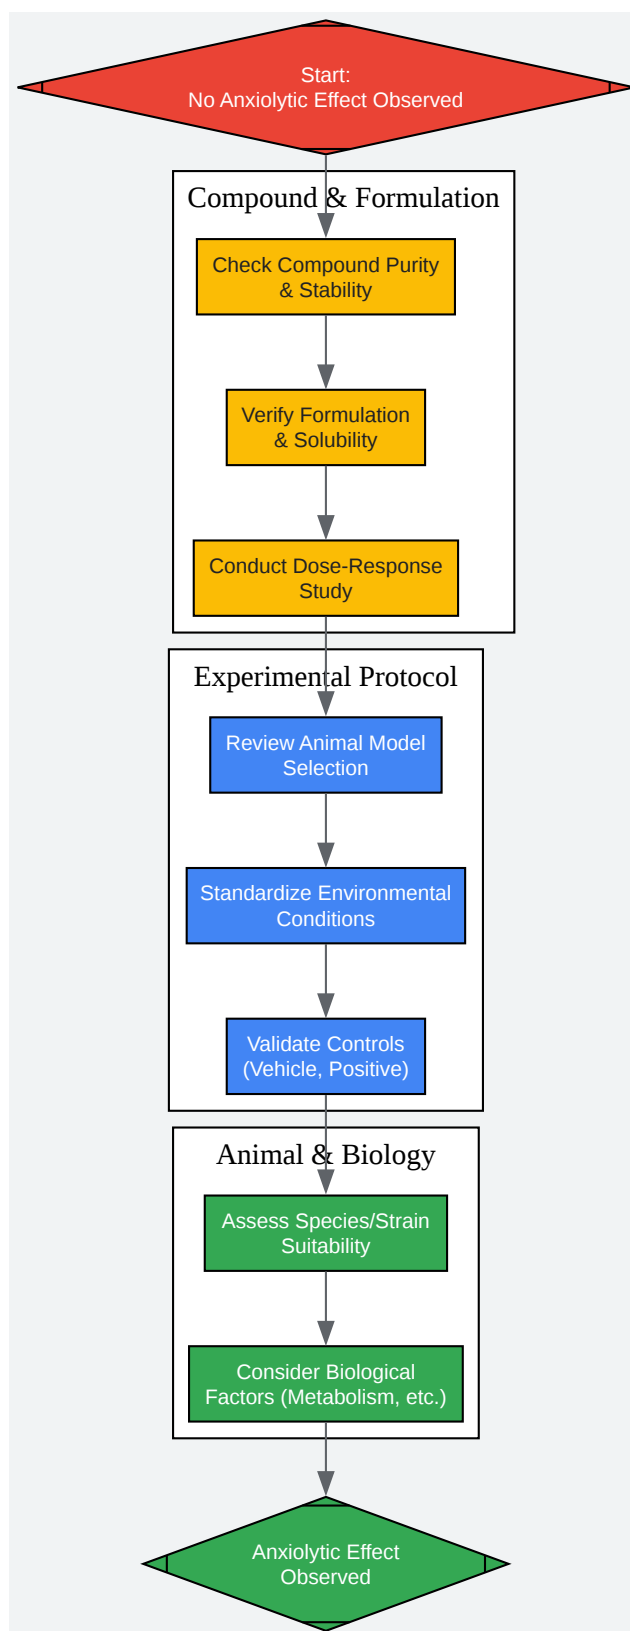 Start:
No Anxiolytic Effect Observed
Compound & Formulation
Check Compound Purity
& Stability
Verify Formulation
& Solubility
Conduct Dose-Response
Study
Experimental Protocol
Review Animal Model
Selection
Standardize Environmental
Conditions
Validate Controls
(Vehicle, Positive)
Animal & Biology
Assess Species/Strain
Suitability
Consider Biological
Factors (Metabolism, etc.)
Anxiolytic Effect
Observed